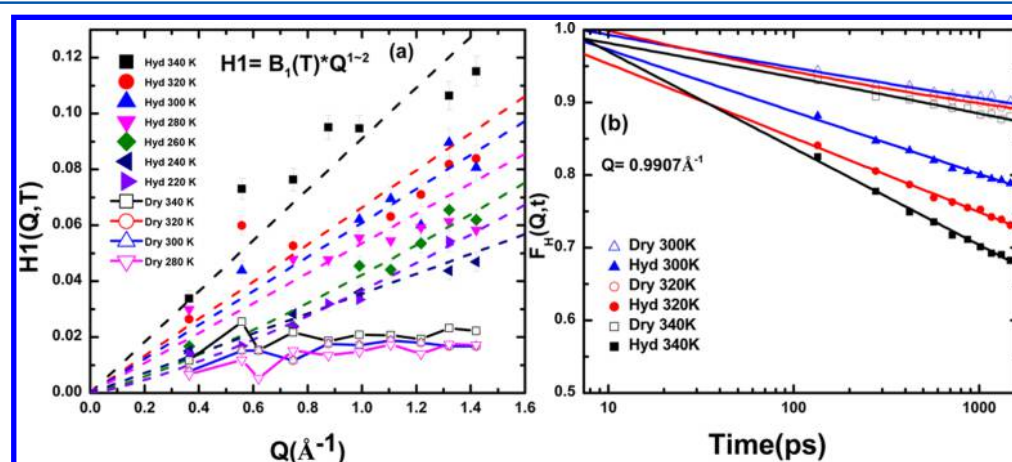 (a)
H1= B₁(T)*Q¹~²
H1(Q,T)
0.12
0.10
0.08
0.06
0.04
0.02
0.00
Hyd 340 K
Hyd 320 K
Hyd 300 K
Hyd 280 K
Hyd 260 K
Hyd 240 K
Hyd 220 K
Dry 340 K
Dry 320 K
Dry 300 K
Dry 280 K
0.0 0.2 0.4 0.6 0.8 1.0 1.2 1.4 1.6
Q(Å⁻¹)
F_H(Q,t)
1.0
0.9
0.8
0.7
0.6
0.5
(b)
Q= 0.9907Å⁻¹
Dry 300K
Hyd 300K
Dry 320K
Hyd 320K
Dry 340K
Hyd 340K
10 100 1000
Time(ps)